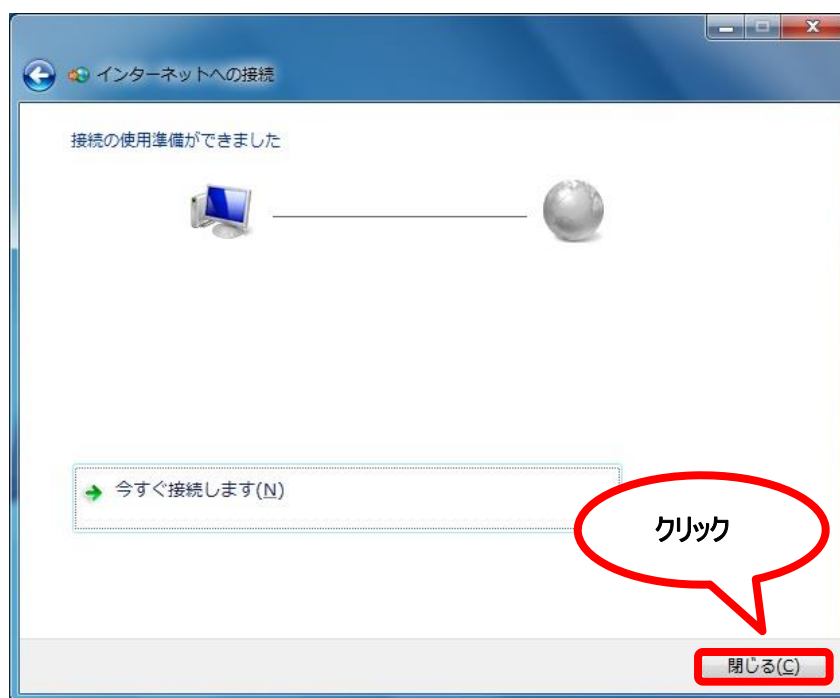 インターネットへの接続
接続の使用準備ができました
今すぐ接続します(N)
クリック
閉じる(C)